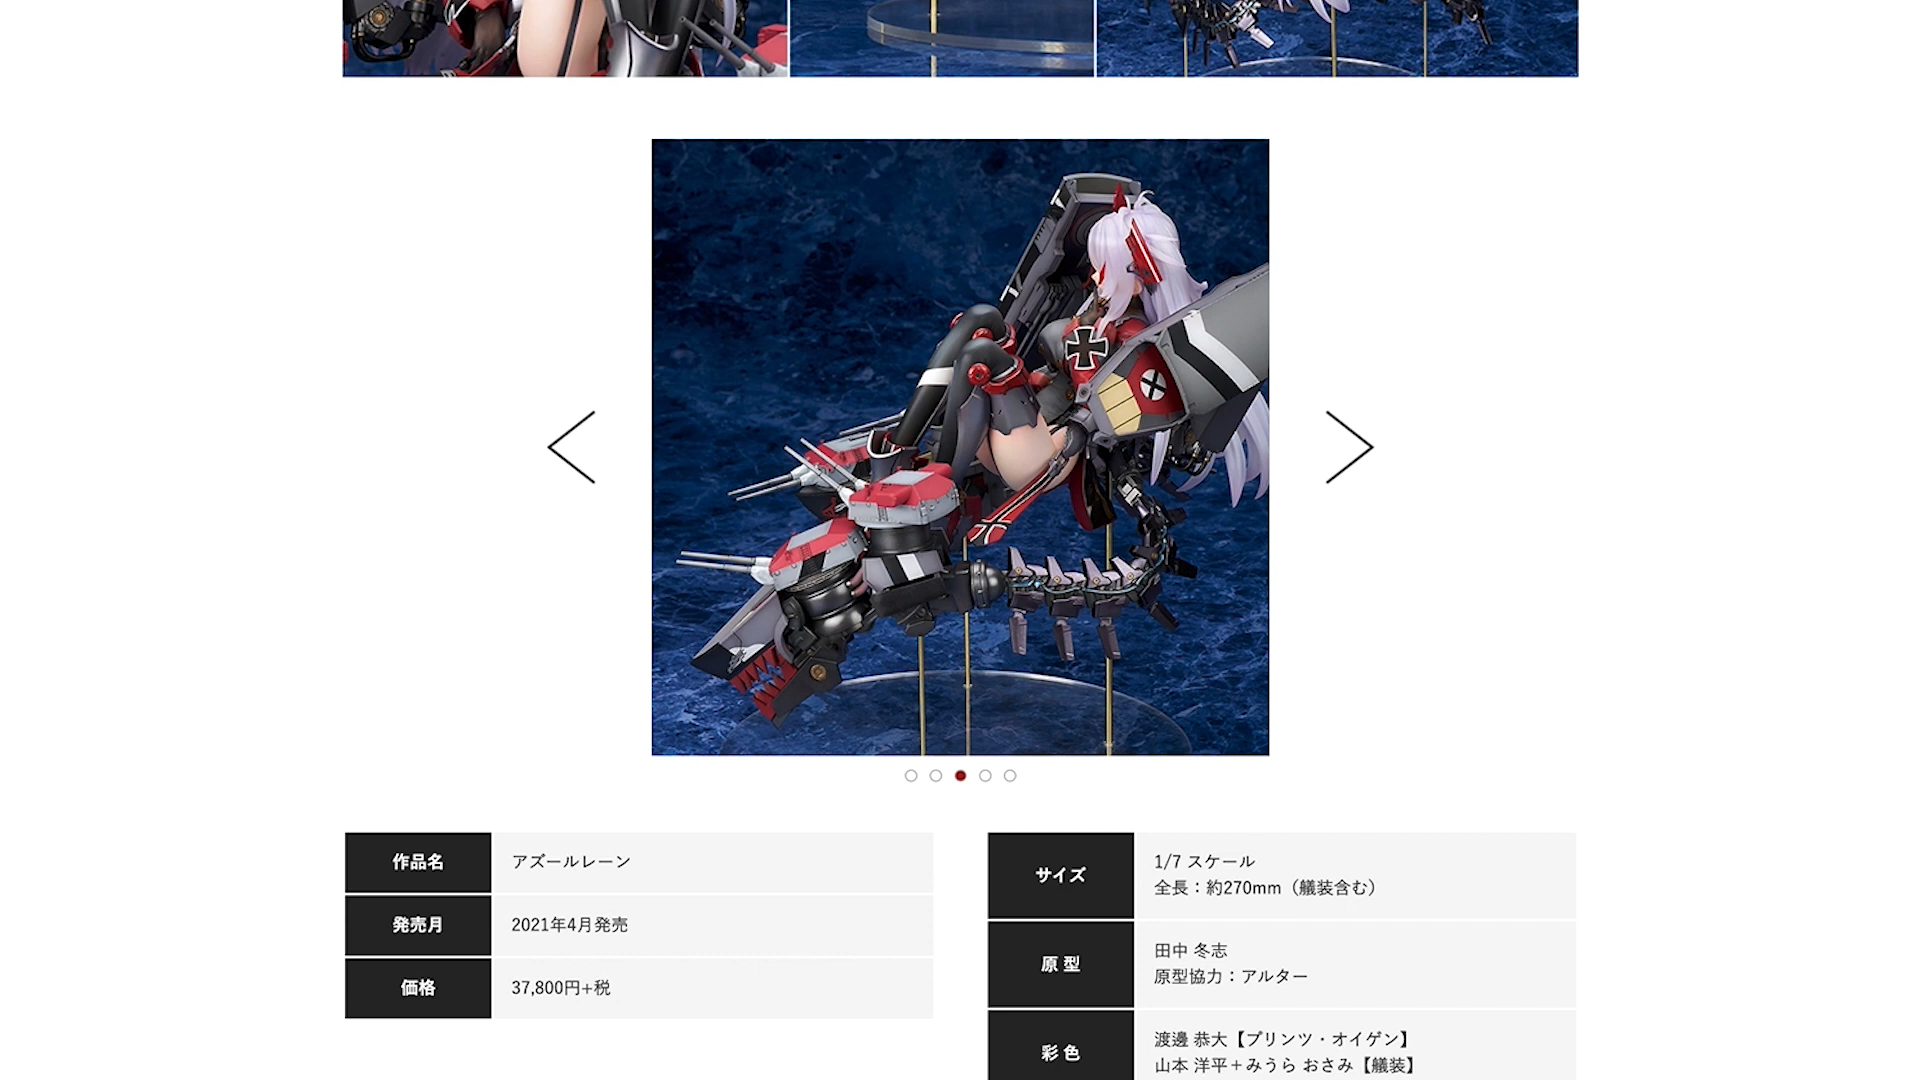 作品名
アズールレーン
発売月
2021年4月発売
価格
37,800円+税
サイズ
1/7 スケール
全長：約270mm（艤装含む）
原 型
田中 冬志
原型協力：アルター
彩 色
渡邊 恭大【プリンツ・オイゲン】
山本 洋平＋みうら おさみ【艤装】